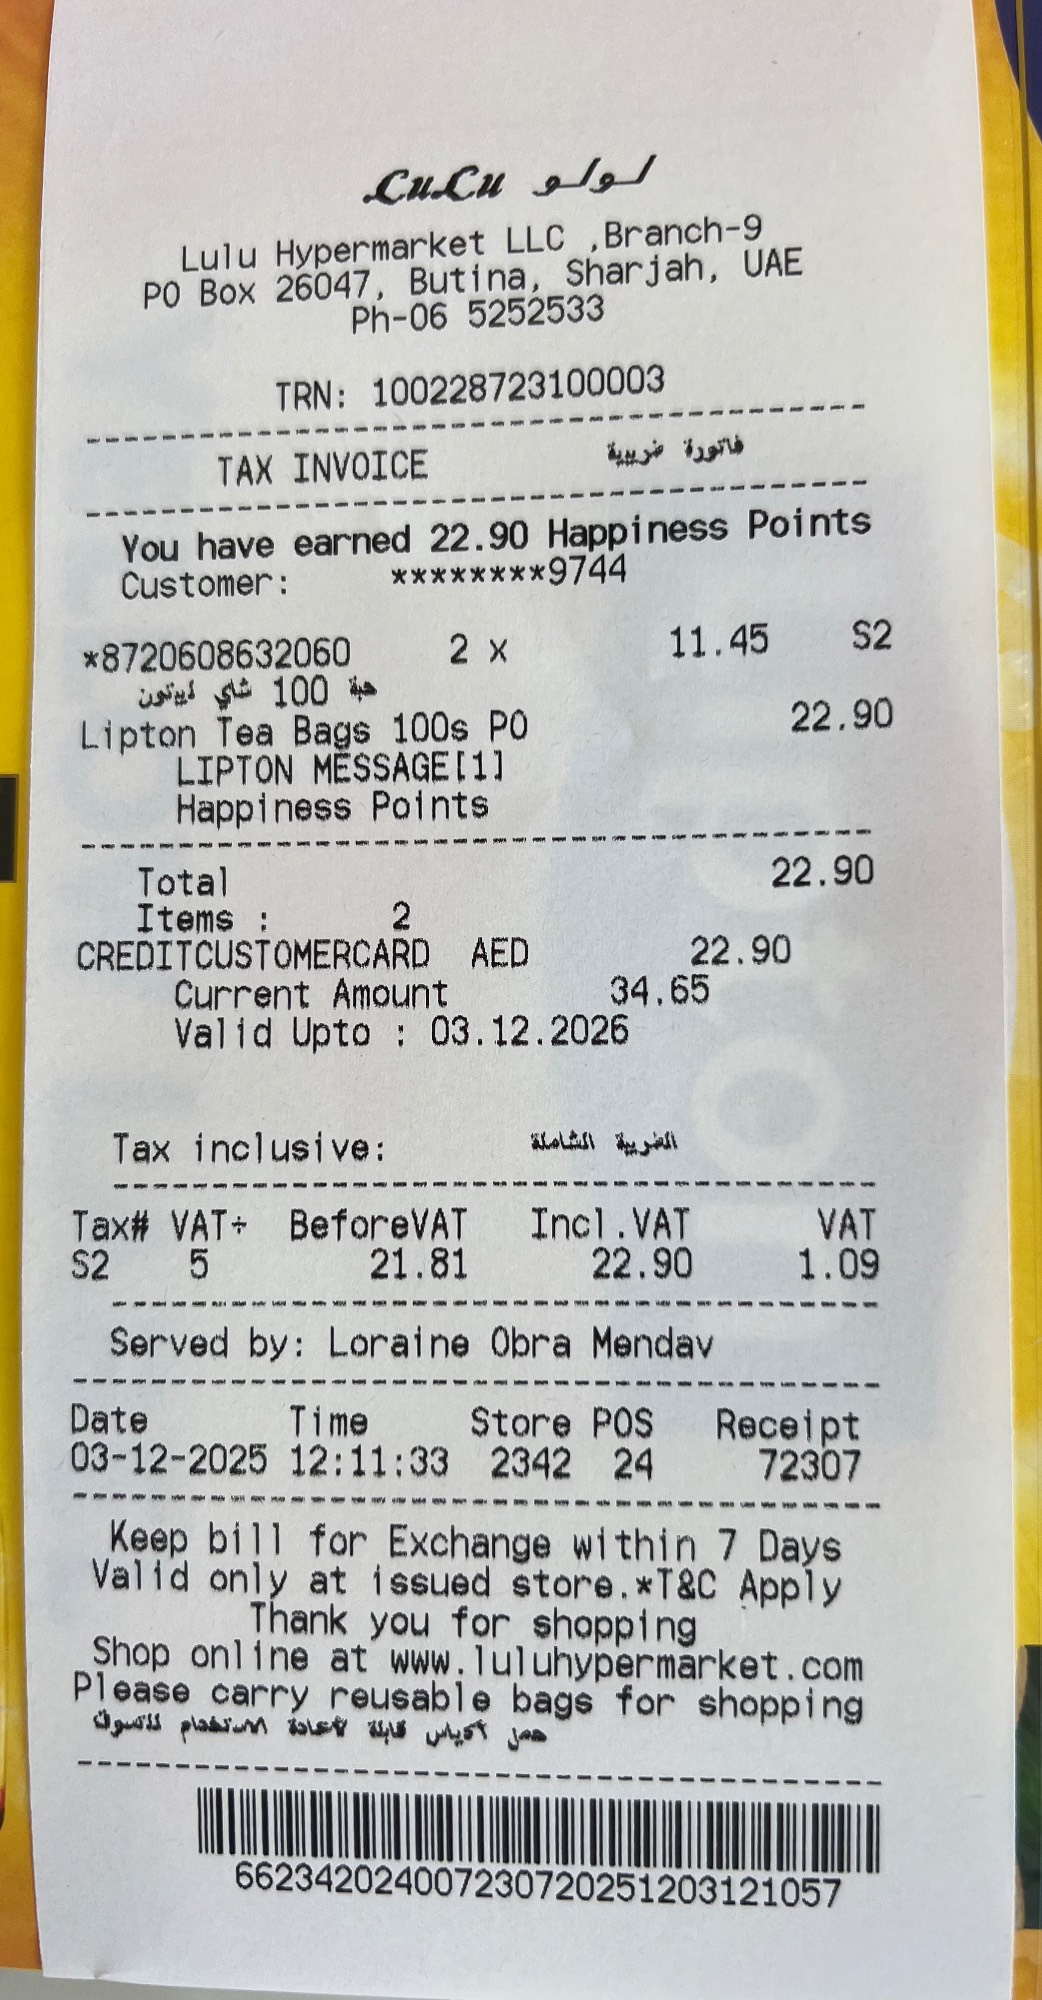 LuLu لولو
Lulu Hypermarket LLC ,Branch-9
PO Box 26047, Butina, Sharjah, UAE
Ph-06 5252533
TRN: 100228723100003
TAX INVOICE فاتورة ضريبية
You have earned 22.90 Happiness Points
Customer: ********9744
*8720608632060 2 x 11.45 S2
حبة 100 شاي ليبتون
Lipton Tea Bags 100s PO 22.90
LIPTON MESSAGE[1]
Happiness Points
Total 22.90
Items : 2
CREDITCUSTOMERCARD AED 22.90
Current Amount 34.65
Valid Upto : 03.12.2026
Tax inclusive: الضريبة الشاملة
Tax# VAT÷ BeforeVAT Incl.VAT VAT
S2 5 21.81 22.90 1.09
Served by: Loraine Obra Mendav
Date Time Store POS Receipt
03-12-2025 12:11:33 2342 24 72307
Keep bill for Exchange within 7 Days
Valid only at issued store.*T&C Apply
Thank you for shopping
Shop online at www.luluhypermarket.com
Please carry reusable bags for shopping
حمل أكياس قابلة لإعادة الاستخدام للتسوق
662342024007230720251203121057